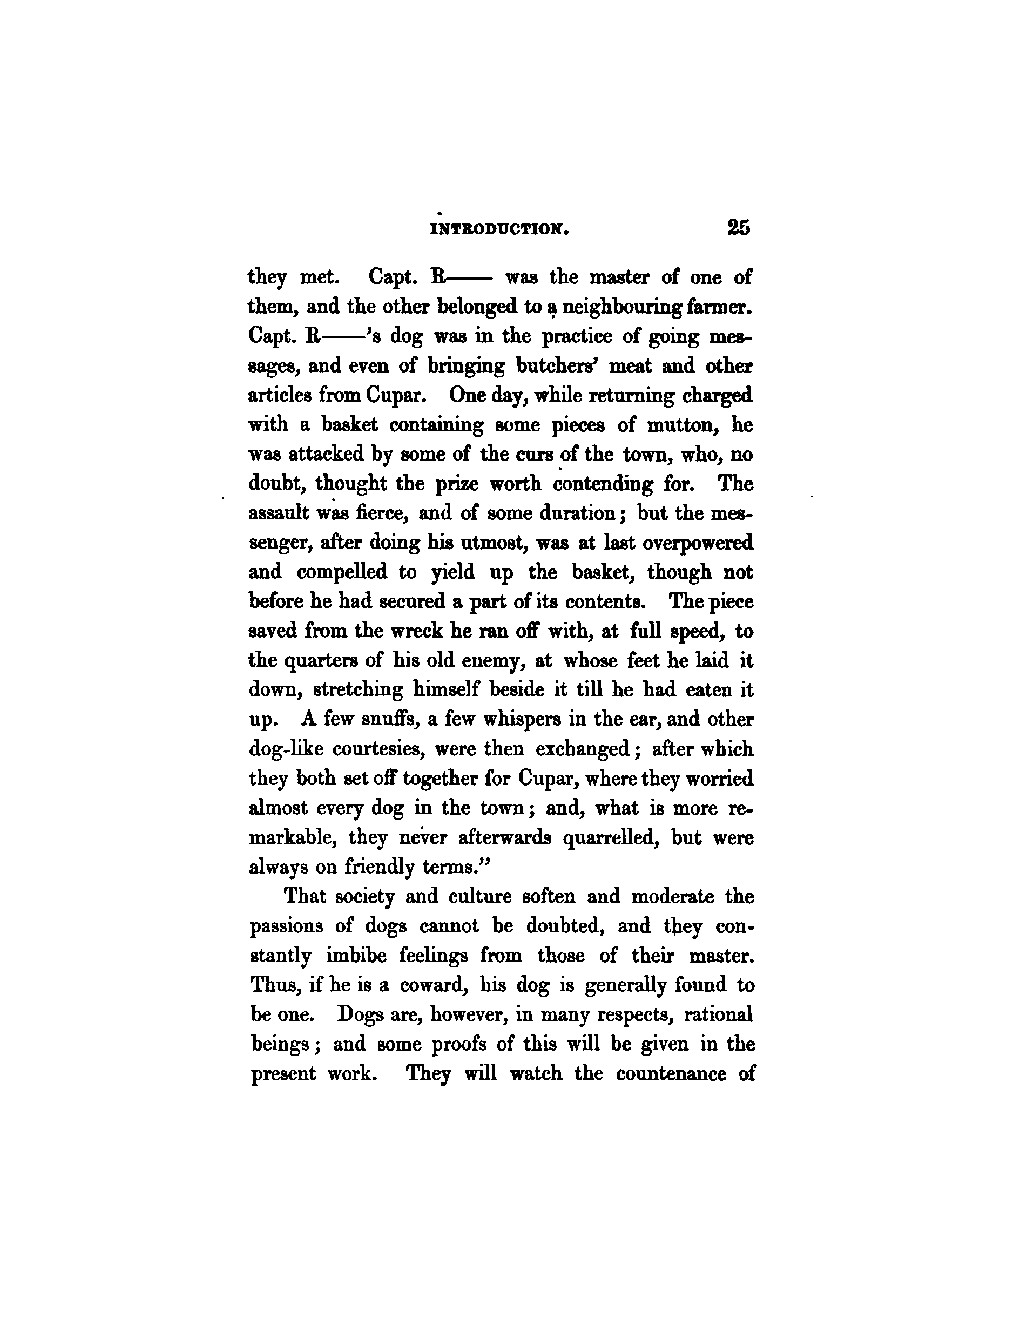 INTRODUCTION. 25
they met. Capt. R—— was the master of one of
them, and the other belonged to a neighbouring farmer.
Capt. R——'s dog was in the practice of going mes-
sages, and even of bringing butchers' meat and other
articles from Cupar. One day, while returning charged
with a basket containing some pieces of mutton, he
was attacked by some of the curs of the town, who, no
doubt, thought the prize worth contending for. The
assault was fierce, and of some duration; but the mes-
senger, after doing his utmost, was at last overpowered
and compelled to yield up the basket, though not
before he had secured a part of its contents. The piece
saved from the wreck he ran off with, at full speed, to
the quarters of his old enemy, at whose feet he laid it
down, stretching himself beside it till he had eaten it
up. A few snuffs, a few whispers in the ear, and other
dog-like courtesies, were then exchanged; after which
they both set off together for Cupar, where they worried
almost every dog in the town; and, what is more re-
markable, they never afterwards quarrelled, but were
always on friendly terms."
That society and culture soften and moderate the
passions of dogs cannot be doubted, and they con-
stantly imbibe feelings from those of their master.
Thus, if he is a coward, his dog is generally found to
be one. Dogs are, however, in many respects, rational
beings; and some proofs of this will be given in the
present work. They will watch the countenance of